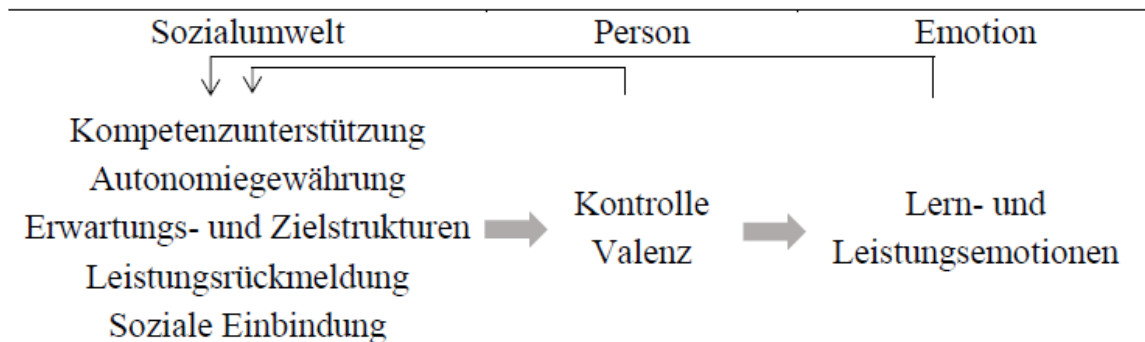 Sozialumwelt Person Emotion
Kompetenzunterstützung
Autonomiegewährung
Erwartungs- und Zielstrukturen
Leistungsrückmeldung
Soziale Einbindung
Kontrolle
Valenz
Lern- und
Leistungsemotionen